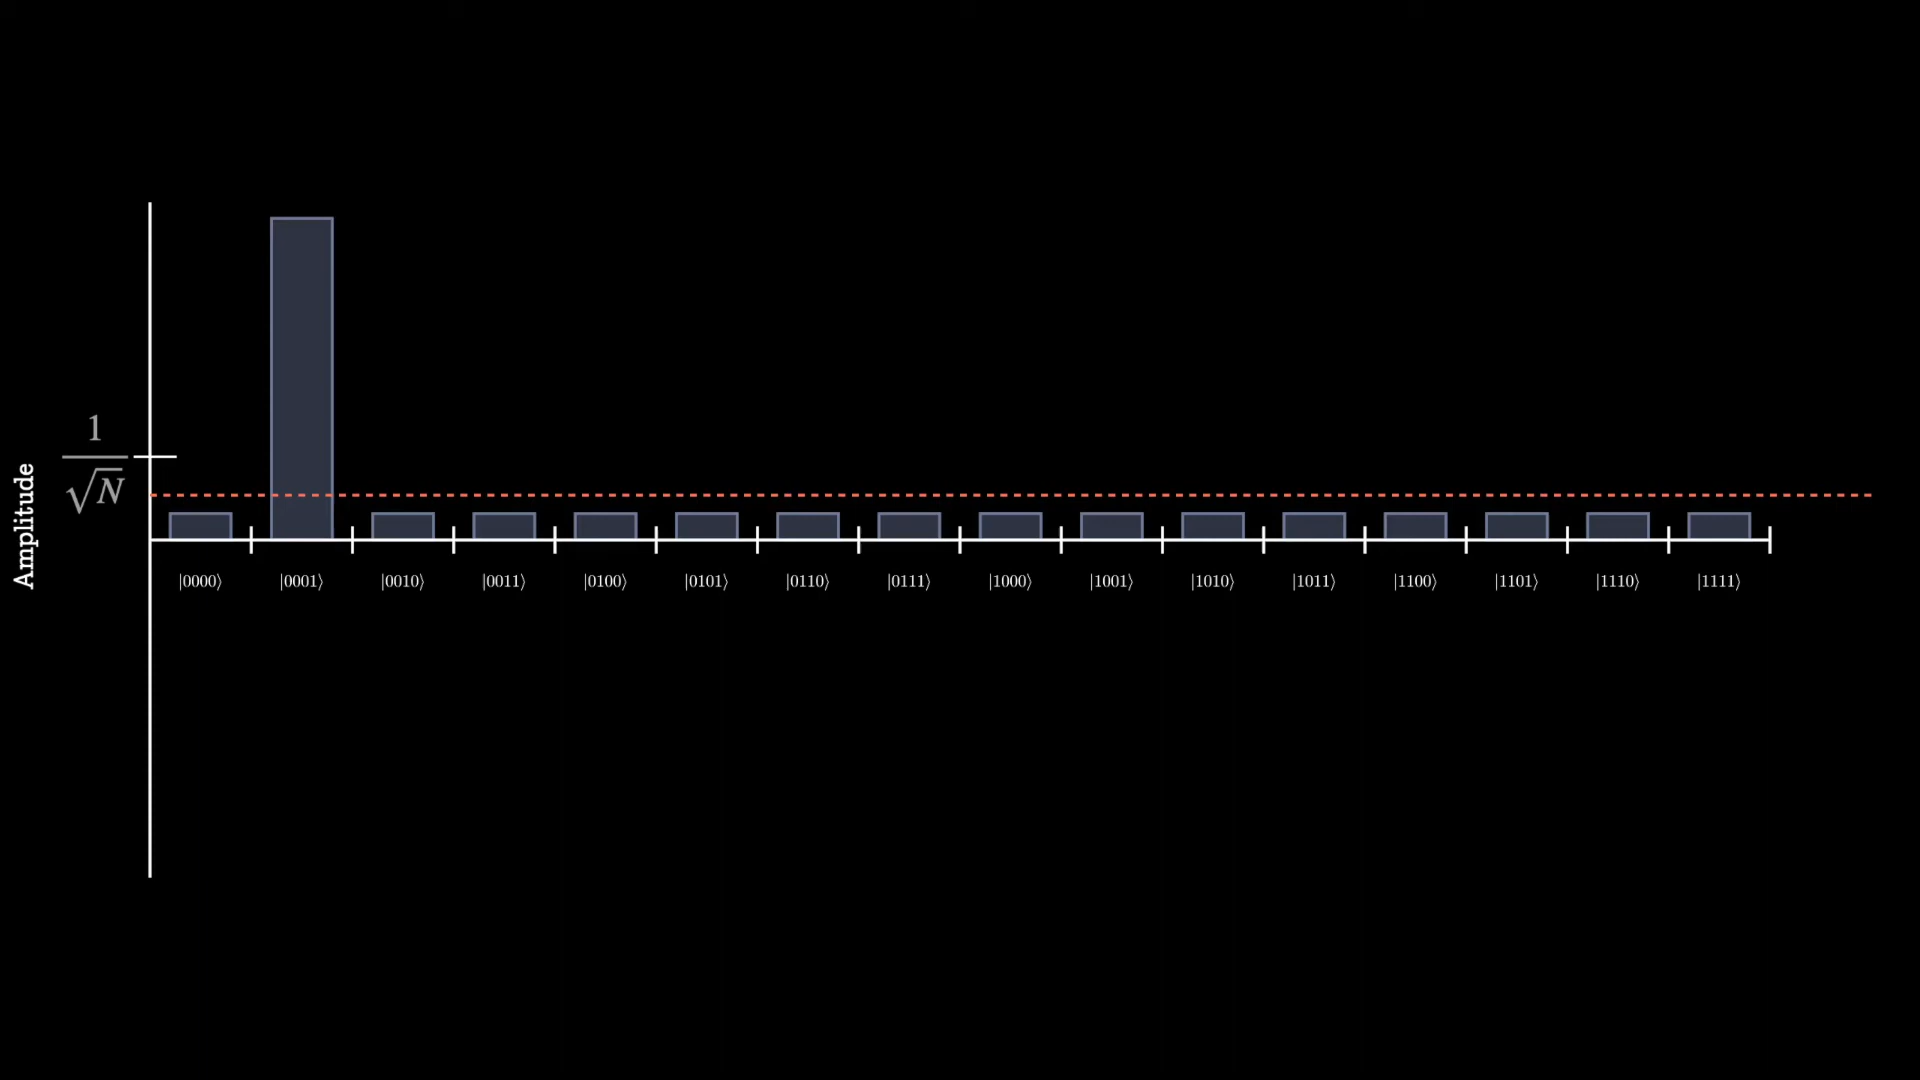 Amplitude
1
√N
|0000⟩ |0001⟩ |0010⟩ |0011⟩ |0100⟩ |0101⟩ |0110⟩ |0111⟩ |1000⟩ |1001⟩ |1010⟩ |1011⟩ |1100⟩ |1101⟩ |1110⟩ |1111⟩